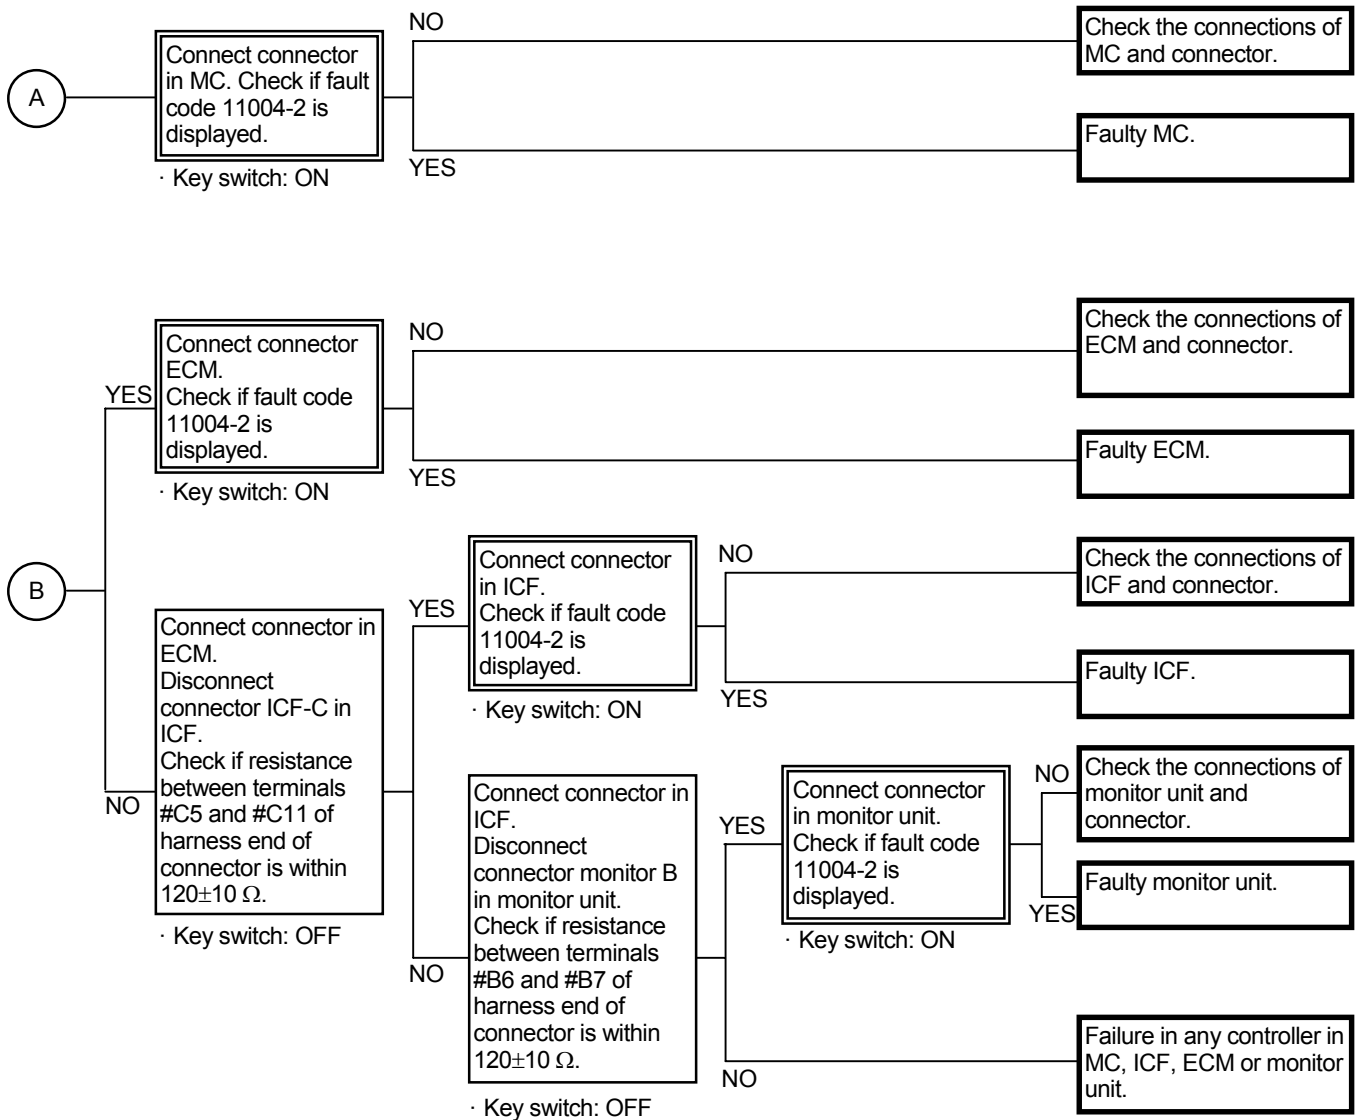 A
Connect connector
in MC. Check if fault
code 11004-2 is
displayed.
· Key switch: ON
NO
YES
Check the connections of
MC and connector.
Faulty MC.
B
YES
Connect connector
ECM.
Check if fault code
11004-2 is
displayed.
· Key switch: ON
NO
YES
Check the connections of
ECM and connector.
Faulty ECM.
NO
Connect connector in
ECM.
Disconnect
connector ICF-C in
ICF.
Check if resistance
between terminals
#C5 and #C11 of
harness end of
connector is within
120±10 Ω.
· Key switch: OFF
YES
Connect connector
in ICF.
Check if fault code
11004-2 is
displayed.
· Key switch: ON
NO
YES
Check the connections of
ICF and connector.
Faulty ICF.
NO
Connect connector in
ICF.
Disconnect
connector monitor B
in monitor unit.
Check if resistance
between terminals
#B6 and #B7 of
harness end of
connector is within
120±10 Ω.
· Key switch: OFF
YES
Connect connector
in monitor unit.
Check if fault code
11004-2 is
displayed.
· Key switch: ON
NO
YES
Check the connections of
monitor unit and
connector.
Faulty monitor unit.
NO
Failure in any controller in
MC, ICF, ECM or monitor
unit.